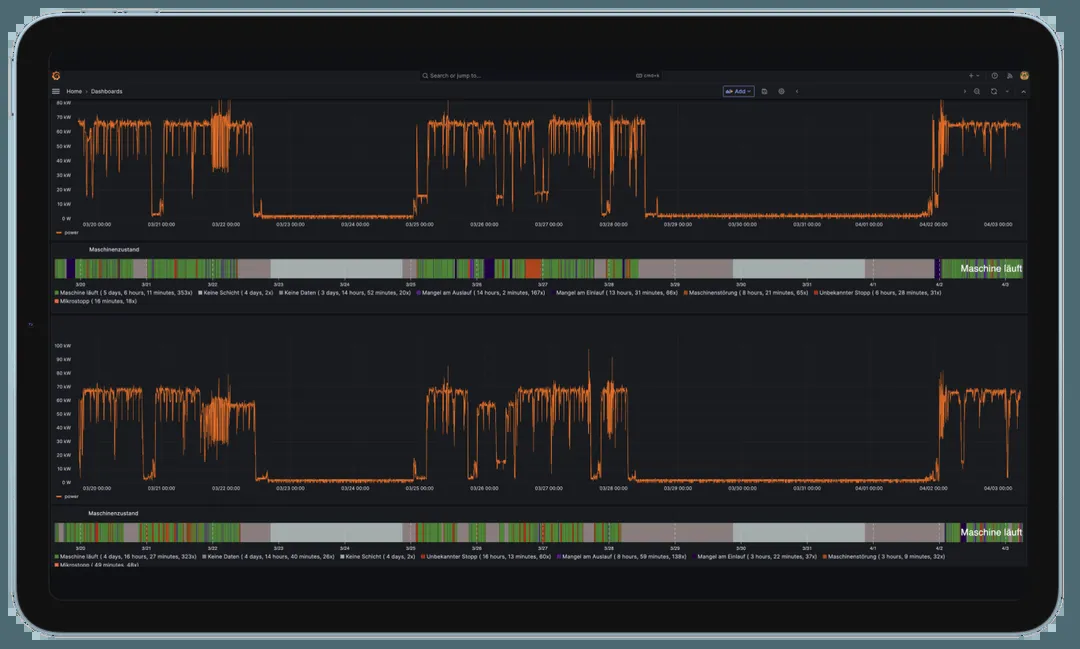 Search or jump to...
cmd+k
Home › Dashboards
Add
80 kW
70 kW
60 kW
50 kW
40 kW
30 kW
20 kW
10 kW
0 W
03/20 00:00 03/21 00:00 03/22 00:00 03/23 00:00 03/24 00:00 03/25 00:00 03/26 00:00 03/27 00:00 03/28 00:00 03/29 00:00 03/30 00:00 03/31 00:00 04/01 00:00 04/02 00:00 04/03 00:00
power
Maschinenzustand
Maschine läuft
3/20 3/21 3/22 3/23 3/24 3/25 3/26 3/27 3/28 3/29 3/30 3/31 4/1 4/2 4/3
Maschine läuft ( 5 days, 6 hours, 11 minutes, 353x) Keine Schicht ( 4 days, 2x) Keine Daten ( 3 days, 14 hours, 52 minutes, 20x) Mangel am Auslauf ( 14 hours, 2 minutes, 167x) Mangel am Einlauf ( 13 hours, 31 minutes, 66x) Maschinenstörung ( 8 hours, 21 minutes, 65x) Unbekannter Stopp ( 6 hours, 28 minutes, 31x)
Mikrostopp ( 16 minutes, 18x)
100 kW
90 kW
80 kW
70 kW
60 kW
50 kW
40 kW
30 kW
20 kW
10 kW
0 W
03/20 00:00 03/21 00:00 03/22 00:00 03/23 00:00 03/24 00:00 03/25 00:00 03/26 00:00 03/27 00:00 03/28 00:00 03/29 00:00 03/30 00:00 03/31 00:00 04/01 00:00 04/02 00:00 04/03 00:00
power
Maschinenzustand
Maschine läuft
3/20 3/21 3/22 3/23 3/24 3/25 3/26 3/27 3/28 3/29 3/30 3/31 4/1 4/2 4/3
Maschine läuft ( 4 days, 16 hours, 27 minutes, 323x) Keine Daten ( 4 days, 14 hours, 40 minutes, 26x) Keine Schicht ( 4 days, 2x) Unbekannter Stopp ( 16 hours, 13 minutes, 60x) Mangel am Auslauf ( 8 hours, 59 minutes, 138x) Mangel am Einlauf ( 3 hours, 22 minutes, 37x) Maschinenstörung ( 3 hours, 9 minutes, 32x)
Mikrostopp ( 49 minutes, 48x)